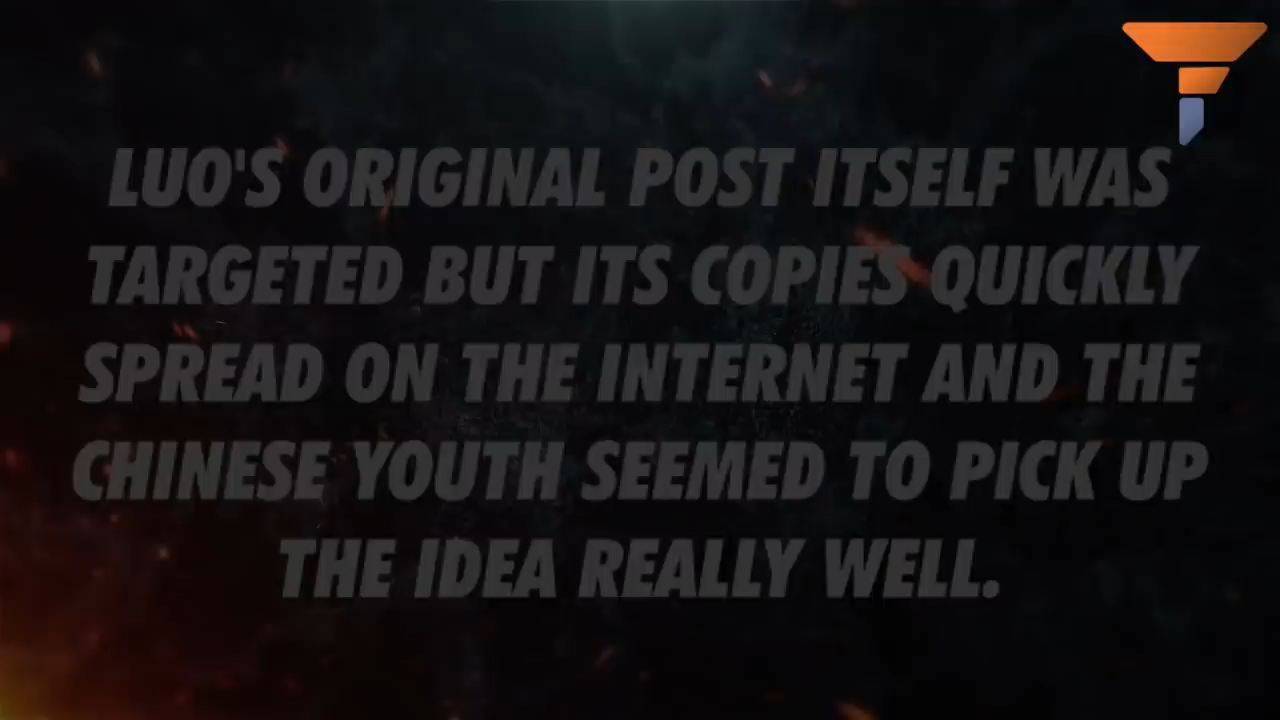 LUO'S ORIGINAL POST ITSELF WAS
TARGETED BUT ITS COPIES QUICKLY
SPREAD ON THE INTERNET AND THE
CHINESE YOUTH SEEMED TO PICK UP
THE IDEA REALLY WELL.